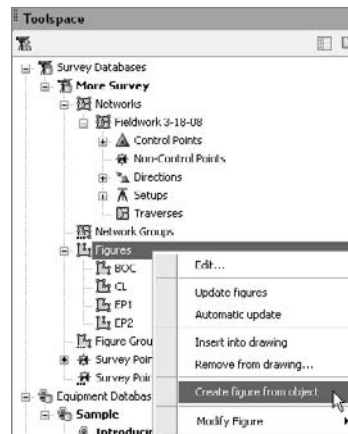 Toolspace
Survey Databases
More Survey
Networks
Fieldwork 3-18-08
Control Points
Non-Control Points
Directions
Setups
Traverses
Network Groups
Figures
BOC
CL
EP1
EP2
Figure Grou
Survey Poin
Survey Poin
Equipment Databas
Sample
Introducin
Edit...
Update figures
Automatic update
Insert into drawing
Remove from drawing...
Create figure from object
Modify Figure